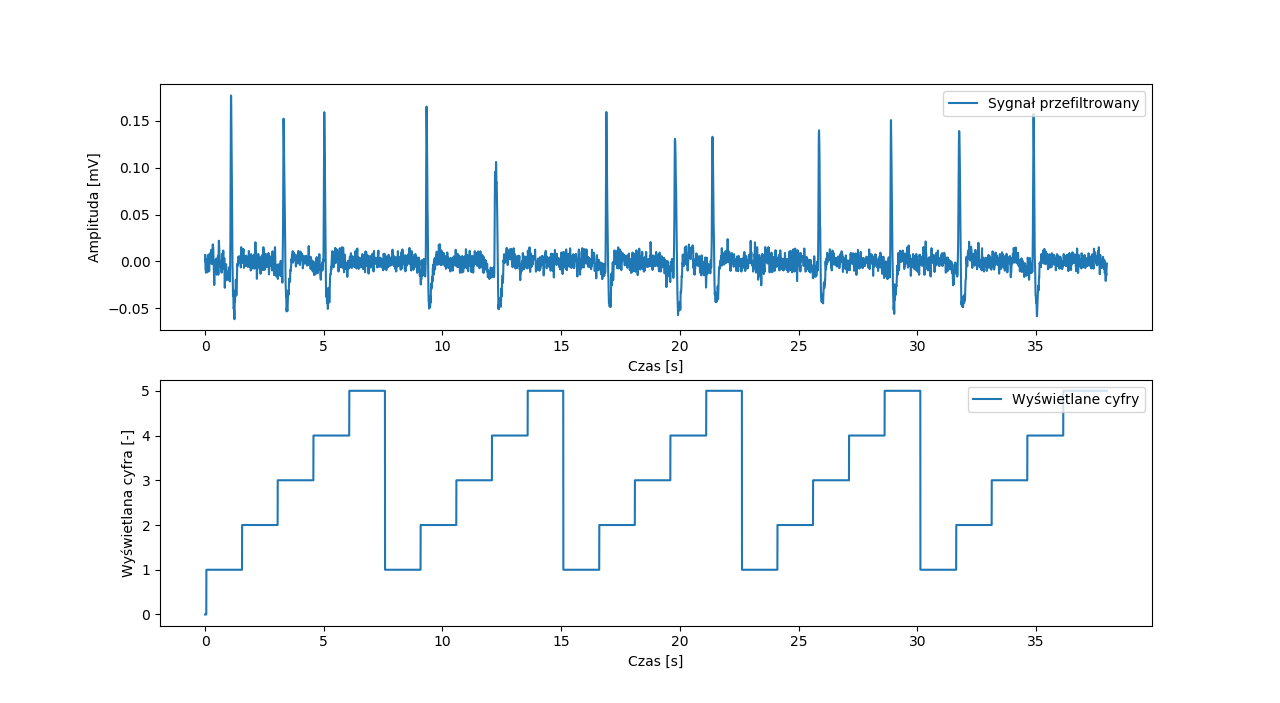 Sygnał przefiltrowany
Amplituda [mV]
0.15
0.10
0.05
0.00
−0.05
0 5 10 15 20 25 30 35
Czas [s]
Wyświetlane cyfry
Wyświetlana cyfra [-]
5
4
3
2
1
0
0 5 10 15 20 25 30 35
Czas [s]